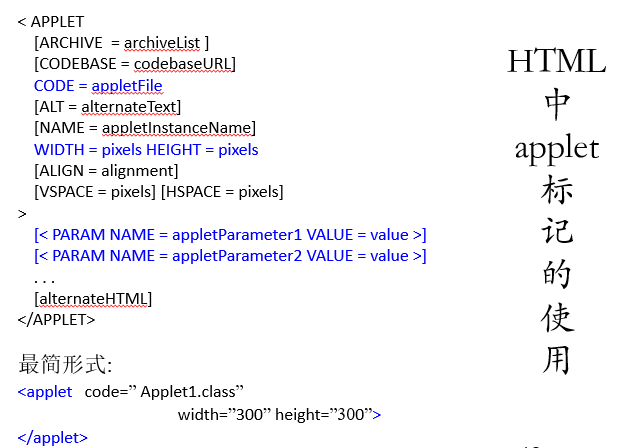 < APPLET
[ARCHIVE = archiveList ]
[CODEBASE = codebaseURL]
CODE = appletFile
[ALT = alternateText]
[NAME = appletInstanceName]
WIDTH = pixels HEIGHT = pixels
[ALIGN = alignment]
[VSPACE = pixels] [HSPACE = pixels]
>
[< PARAM NAME = appletParameter1 VALUE = value >]
[< PARAM NAME = appletParameter2 VALUE = value >]
. . .
[alternateHTML]
</APPLET>
最简形式:
<applet code=” Applet1.class”
width=”300” height=”300”>
</applet>
HTML
中
applet
标
记
的
使
用